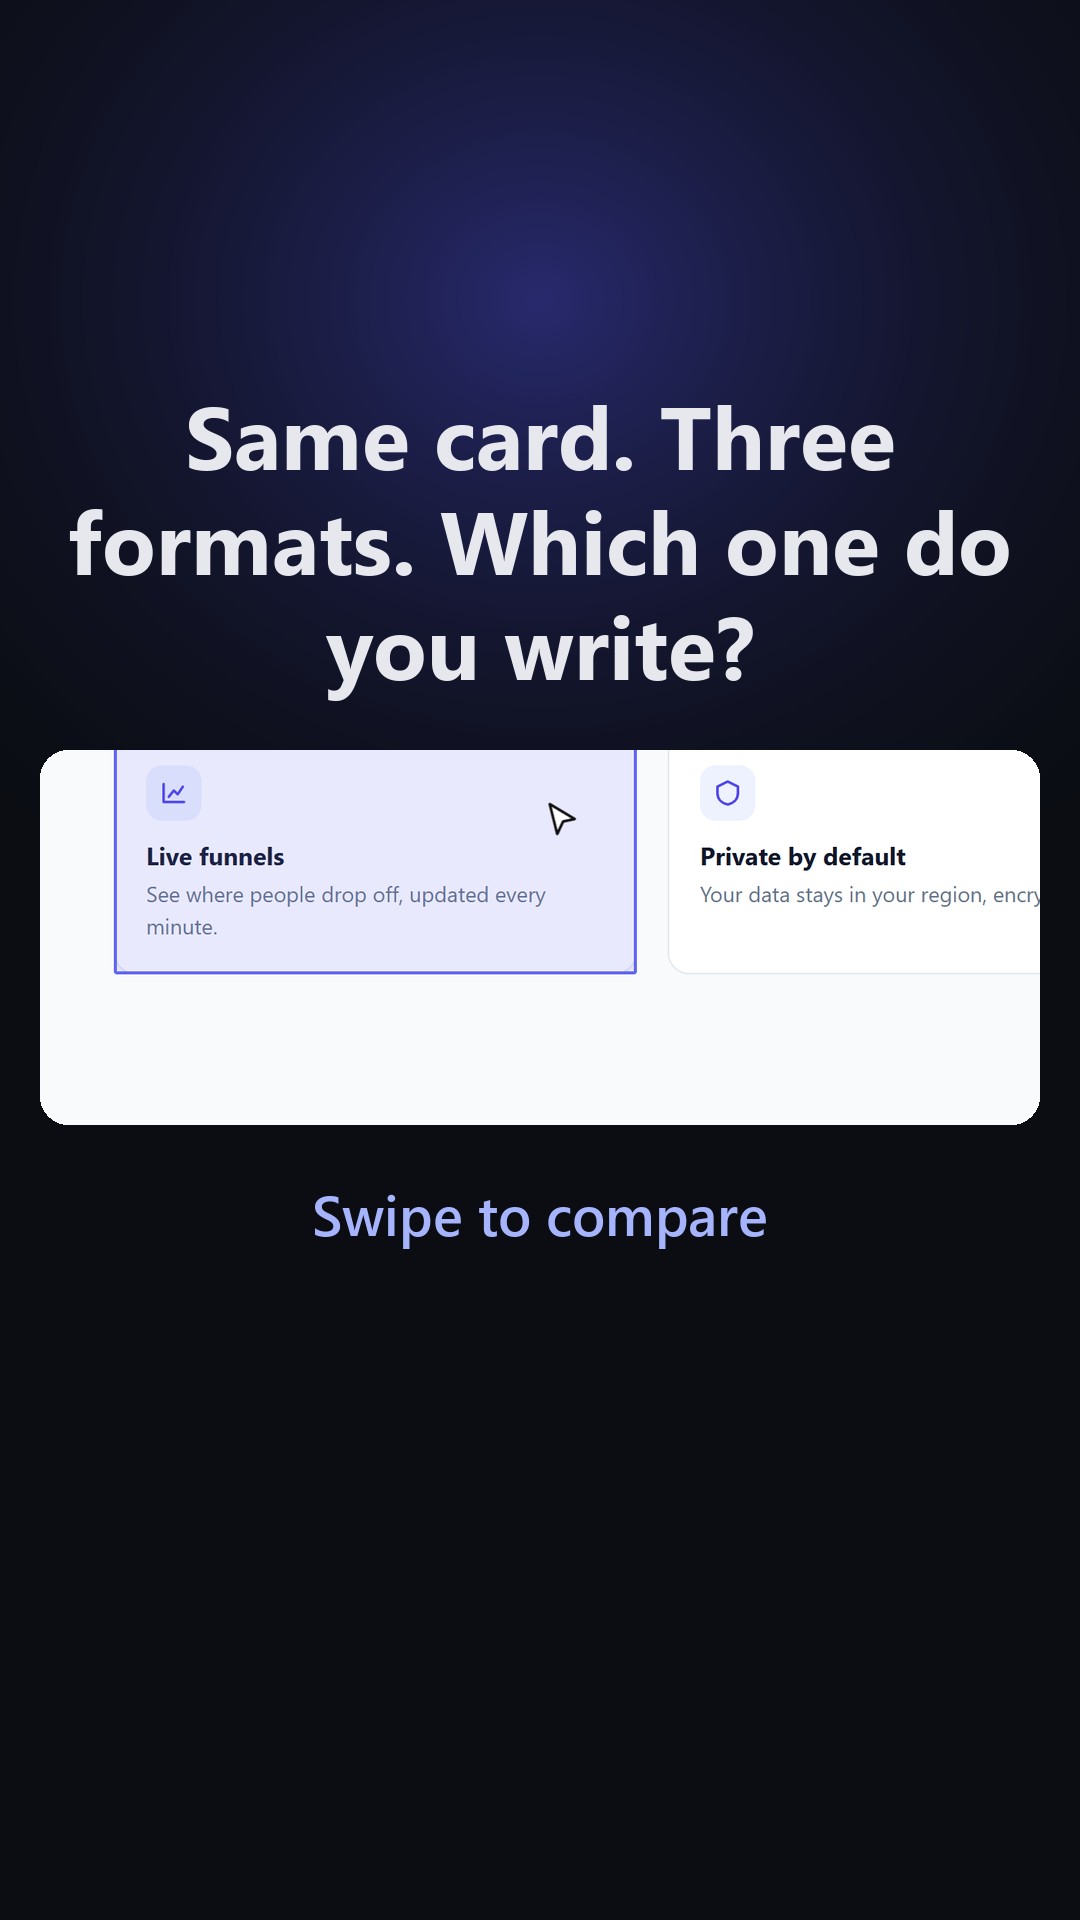 Same card. Three
formats. Which one do
you write?
Live funnels
See where people drop off, updated every
minute.
Private by default
Your data stays in your region, encry
Swipe to compare